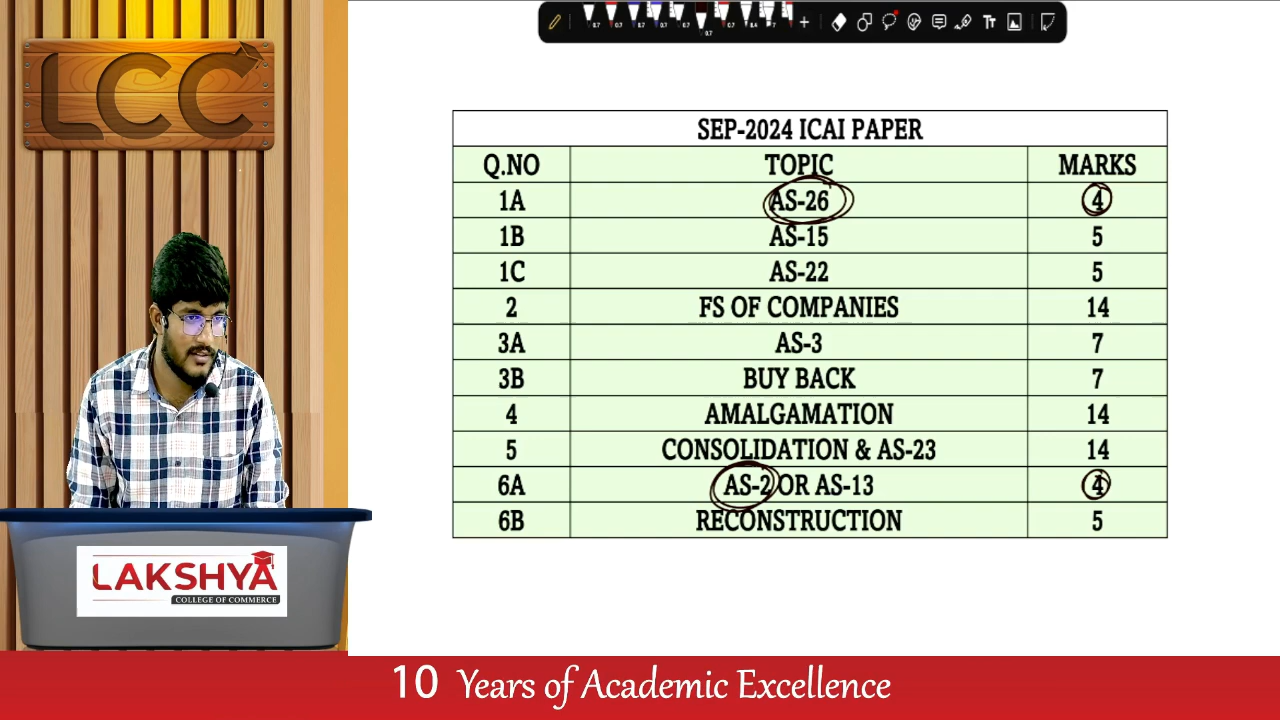 LCC
SEP-2024 ICAI PAPER
Q.NO TOPIC MARKS
1A AS-26 4
1B AS-15 5
1C AS-22 5
2 FS OF COMPANIES 14
3A AS-3 7
3B BUY BACK 7
4 AMALGAMATION 14
5 CONSOLIDATION & AS-23 14
6A AS-2 OR AS-13 4
6B RECONSTRUCTION 5
LAKSHYA
COLLEGE OF COMMERCE
10 Years of Academic Excellence